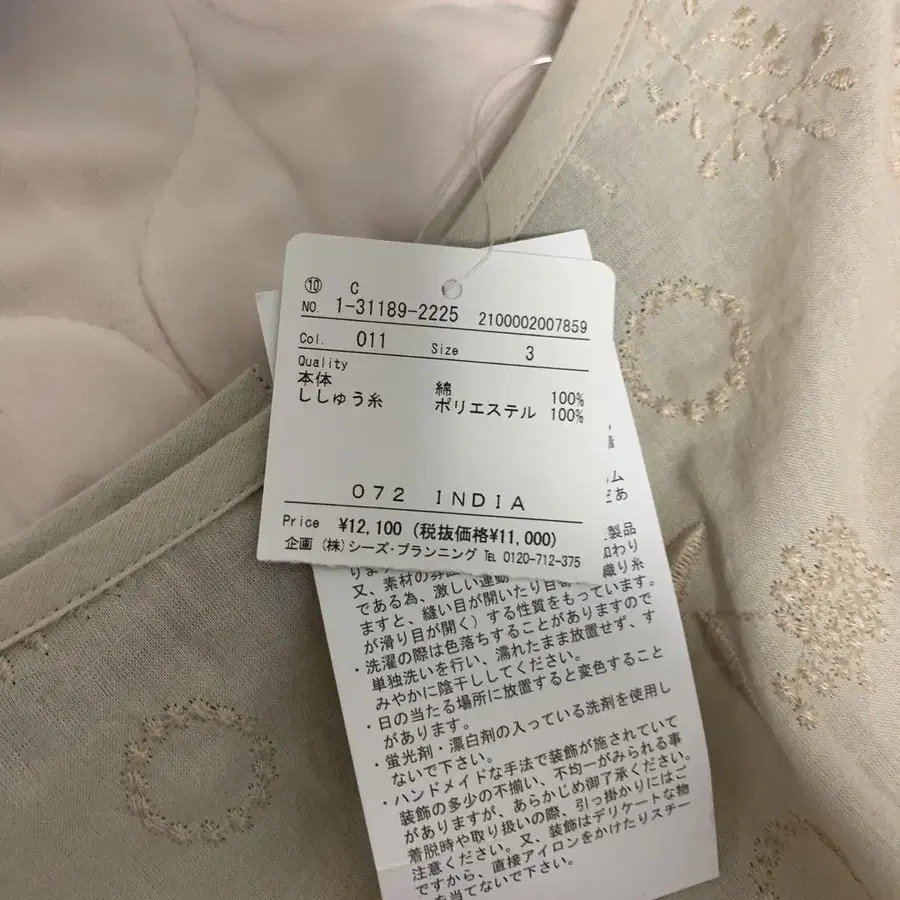 ⑩ C
NO. 1-31189-2225 2100002007859
Col. 011 Size 3
Quality
本体 綿 100%
ししゅう糸 ポリエステル 100%
072 INDIA
Price ¥12,100 (税抜価格¥11,000)
企画 (株)シーズ・プランニング TEL 0120-712-375
製品
加わり
織り糸
又、素材の
である為、激しい運動
ますと、縫い目が開いたり目
が滑り目が開く)する性質をもっています。
・洗濯の際は色落ちすることがありますので
単独洗いを行い、濡れたまま放置せず、す
みやかに陰干ししてください。
・日の当たる場所に放置すると変色すること
があります。
・蛍光剤・漂白剤の入っている洗剤を使用し
ないで下さい。
・ハンドメイドな手法で装飾が施されていて
装飾の多少の不揃い、不均一がみられる事
がありますが、あらかじめ御了承ください。
着脱時や取り扱いの際、引っ掛かりにはご
注意ください。又、装飾はデリケートな物
ですから、直接アイロンをかけたりスチー
を当てないで下さい。